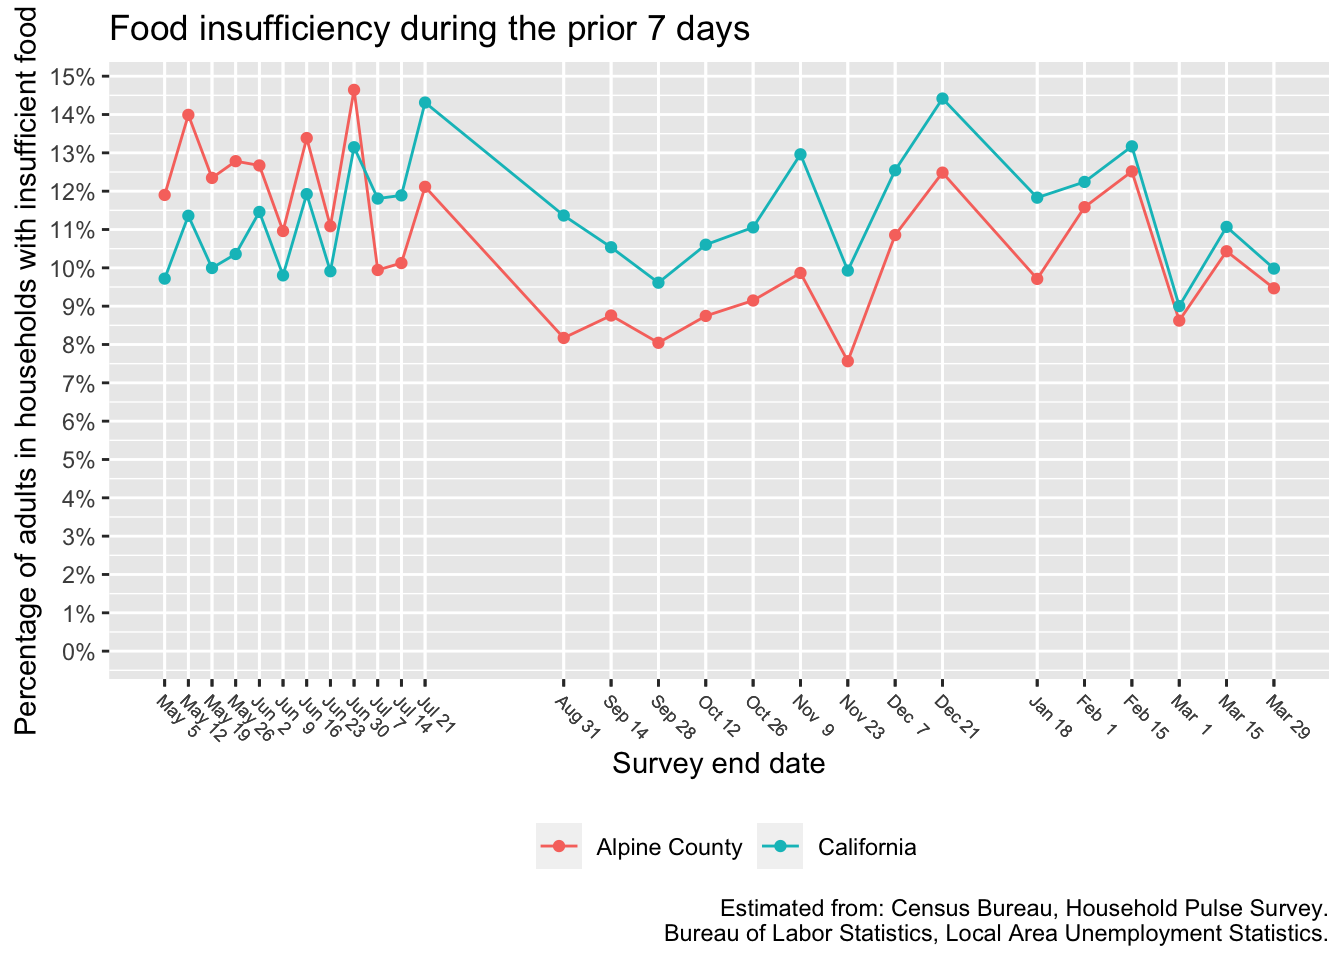 Food insufficiency during the prior 7 days
Percentage of adults in households with insufficient food
15%
14%
13%
12%
11%
10%
9%
8%
7%
6%
5%
4%
3%
2%
1%
0%
May 5
May 12
May 19
May 26
Jun 2
Jun 9
Jun 16
Jun 23
Jun 30
Jul 7
Jul 14
Jul 21
Aug 31
Sep 14
Sep 28
Oct 12
Oct 26
Nov 9
Nov 23
Dec 7
Dec 21
Jan 18
Feb 1
Feb 15
Mar 1
Mar 15
Mar 29
Survey end date
Alpine County
California
Estimated from: Census Bureau, Household Pulse Survey.
Bureau of Labor Statistics, Local Area Unemployment Statistics.